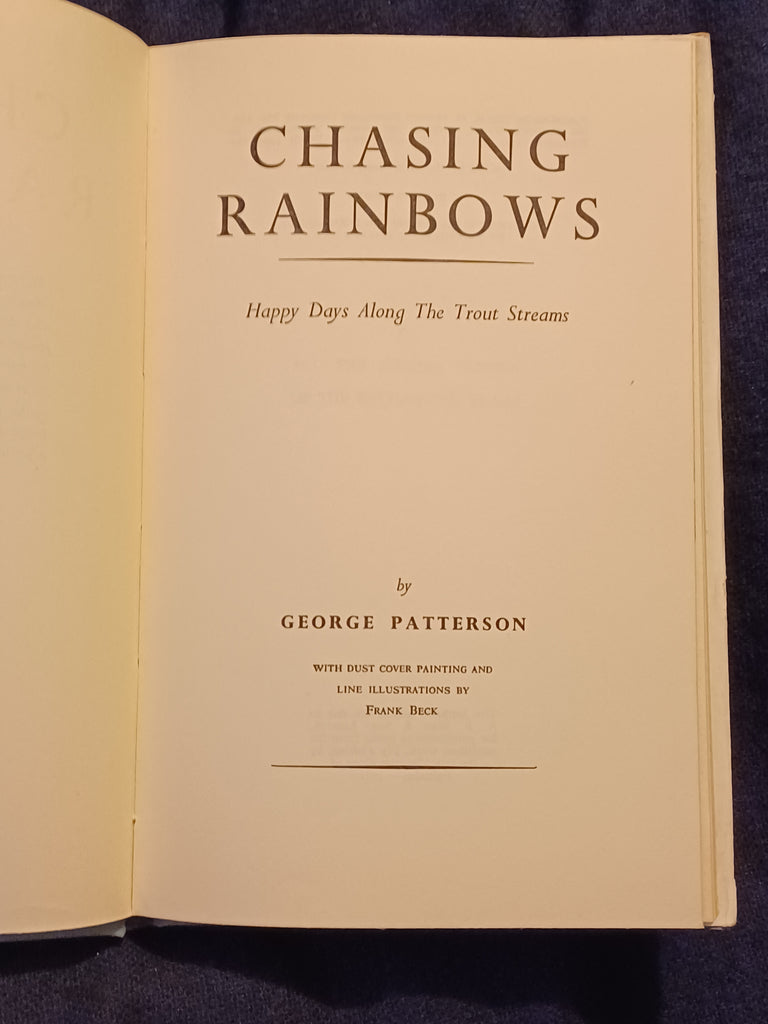 CHASING
RAINBOWS
Happy Days Along The Trout Streams
by
GEORGE PATTERSON
WITH DUST COVER PAINTING AND
LINE ILLUSTRATIONS BY
FRANK BECK